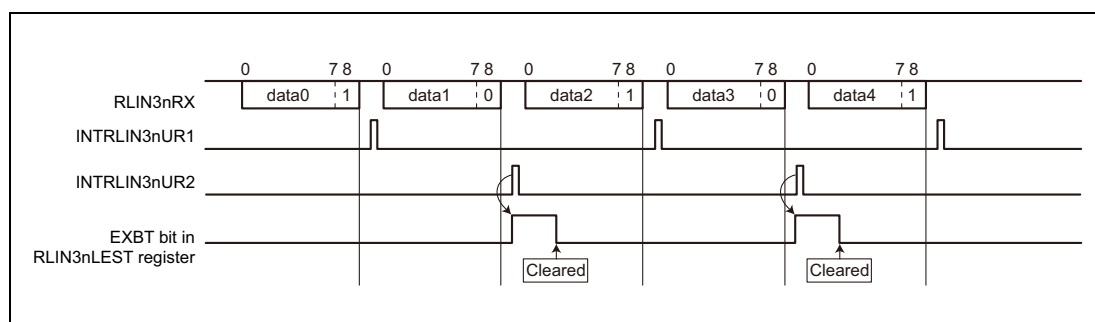 0 7 8 0 7 8 0 7 8 0 7 8 0 7 8
RLIN3nRX data0 1 data1 0 data2 1 data3 0 data4 1
INTRLIN3nUR1
INTRLIN3nUR2
EXBT bit in
RLIN3nLEST register
Cleared Cleared